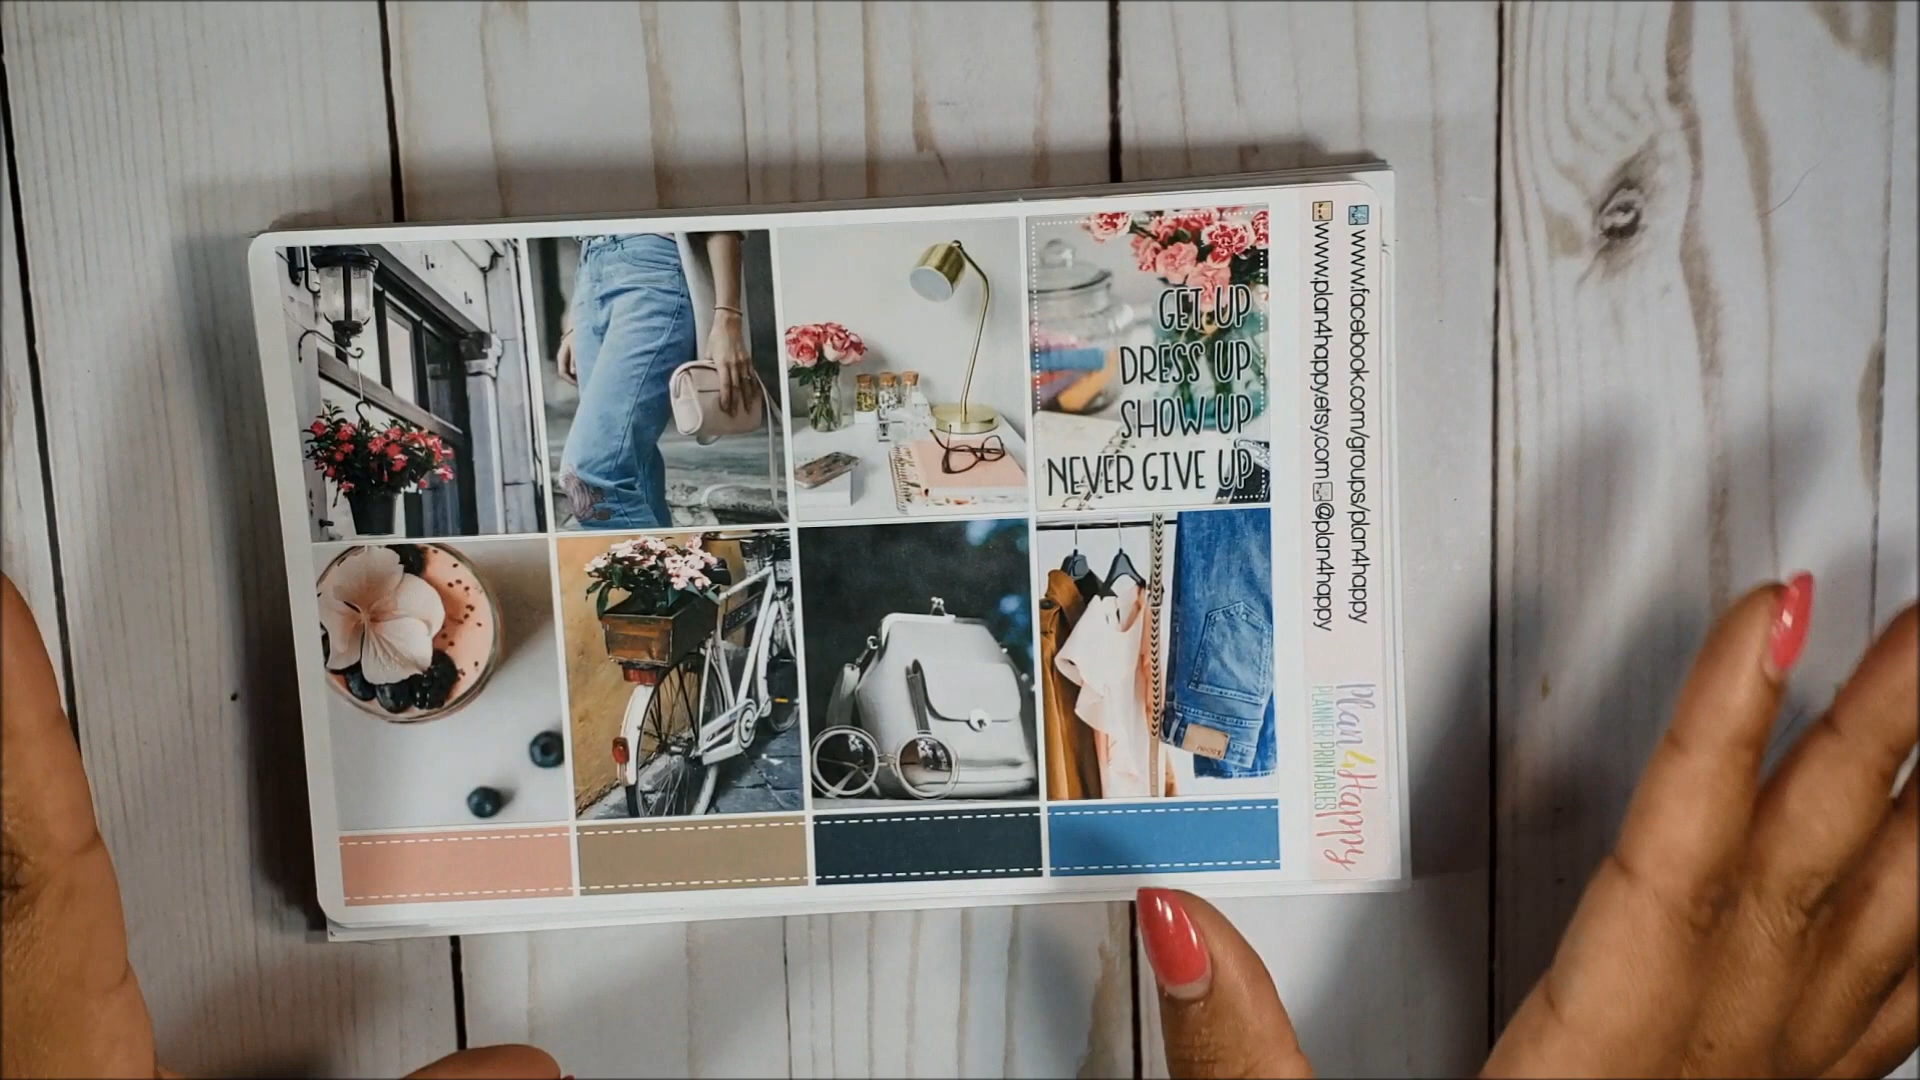 GET UP
DRESS UP
SHOW UP
NEVER GIVE UP
www.facebook.com/groups/plan4happy
www.plan4happy.etsy.com @plan4happy
Plan4Happy
PLANNER PRINTABLES